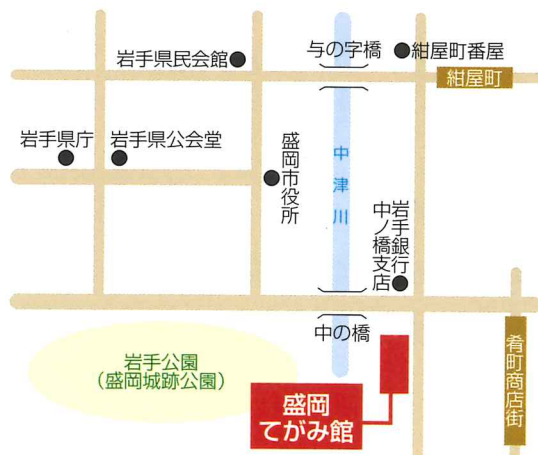 岩手県民会館
与の字橋
紺屋町番屋
紺屋町
岩手県庁
岩手県公会堂
盛岡市役所
中津川
岩手銀行
中ノ橋支店
中の橋
岩手公園
(盛岡城跡公園)
盛岡
てがみ館
肴町商店街